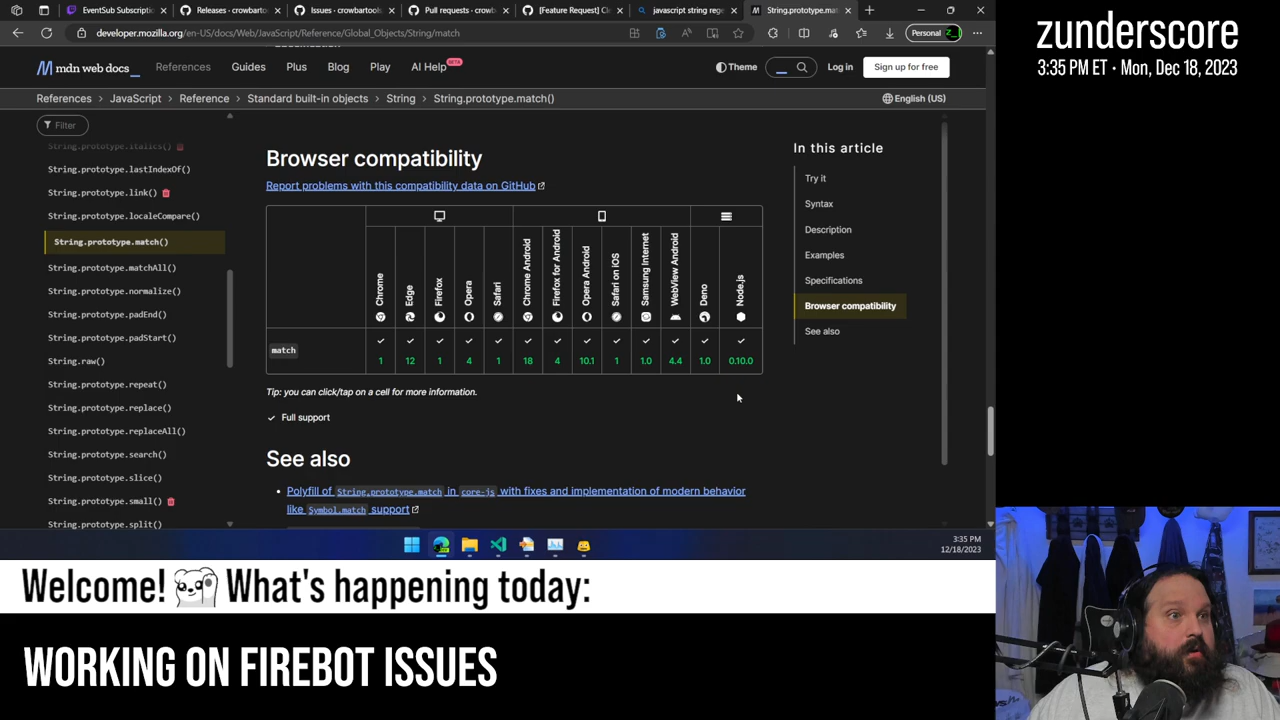 EventSub Subscriptic
Releases · crowbarto
Issues · crowbartools
Pull requests · crowb
[Feature Request] Cl
javascript string rege
String.prototype.mat
developer.mozilla.org/en-US/docs/Web/JavaScript/Reference/Global_Objects/String/match
Personal
mdn web docs
References
Guides
Plus
Blog
Play
AI Help
BETA
Theme
Log in
Sign up for free
References
JavaScript
Reference
Standard built-in objects
String
String.prototype.match()
English (US)
Filter
String.prototype.italics()
String.prototype.lastIndexOf()
String.prototype.link()
String.prototype.localeCompare()
String.prototype.match()
String.prototype.matchAll()
String.prototype.normalize()
String.prototype.padEnd()
String.prototype.padStart()
String.raw()
String.prototype.repeat()
String.prototype.replace()
String.prototype.replaceAll()
String.prototype.search()
String.prototype.slice()
String.prototype.small()
String.prototype.split()
Browser compatibility
Report problems with this compatibility data on GitHub
Chrome
Edge
Firefox
Opera
Safari
Chrome Android
Firefox for Android
Opera Android
Safari on iOS
Samsung Internet
WebView Android
Deno
Node.js
match
1
12
1
4
1
18
4
10.1
1
1.0
4.4
1.0
0.10.0
Tip: you can click/tap on a cell for more information.
Full support
See also
• Polyfill of String.prototype.match in core-js with fixes and implementation of modern behavior
like Symbol.match support
In this article
Try it
Syntax
Description
Examples
Specifications
Browser compatibility
See also
3:35 PM
12/18/2023
zunderscore
3:35 PM ET · Mon, Dec 18, 2023
Welcome! What's happening today:
WORKING ON FIREBOT ISSUES